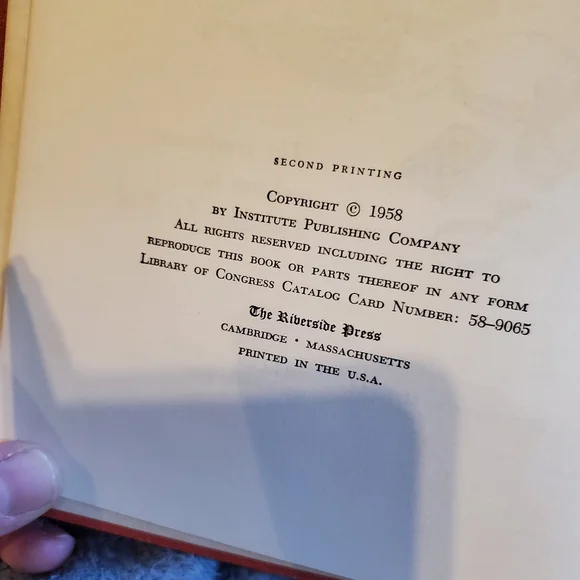 SECOND PRINTING
COPYRIGHT © 1958
BY INSTITUTE PUBLISHING COMPANY
ALL RIGHTS RESERVED INCLUDING THE RIGHT TO
REPRODUCE THIS BOOK OR PARTS THEREOF IN ANY FORM
LIBRARY OF CONGRESS CATALOG CARD NUMBER: 58-9065
The Riverside Press
CAMBRIDGE · MASSACHUSETTS
PRINTED IN THE U.S.A.